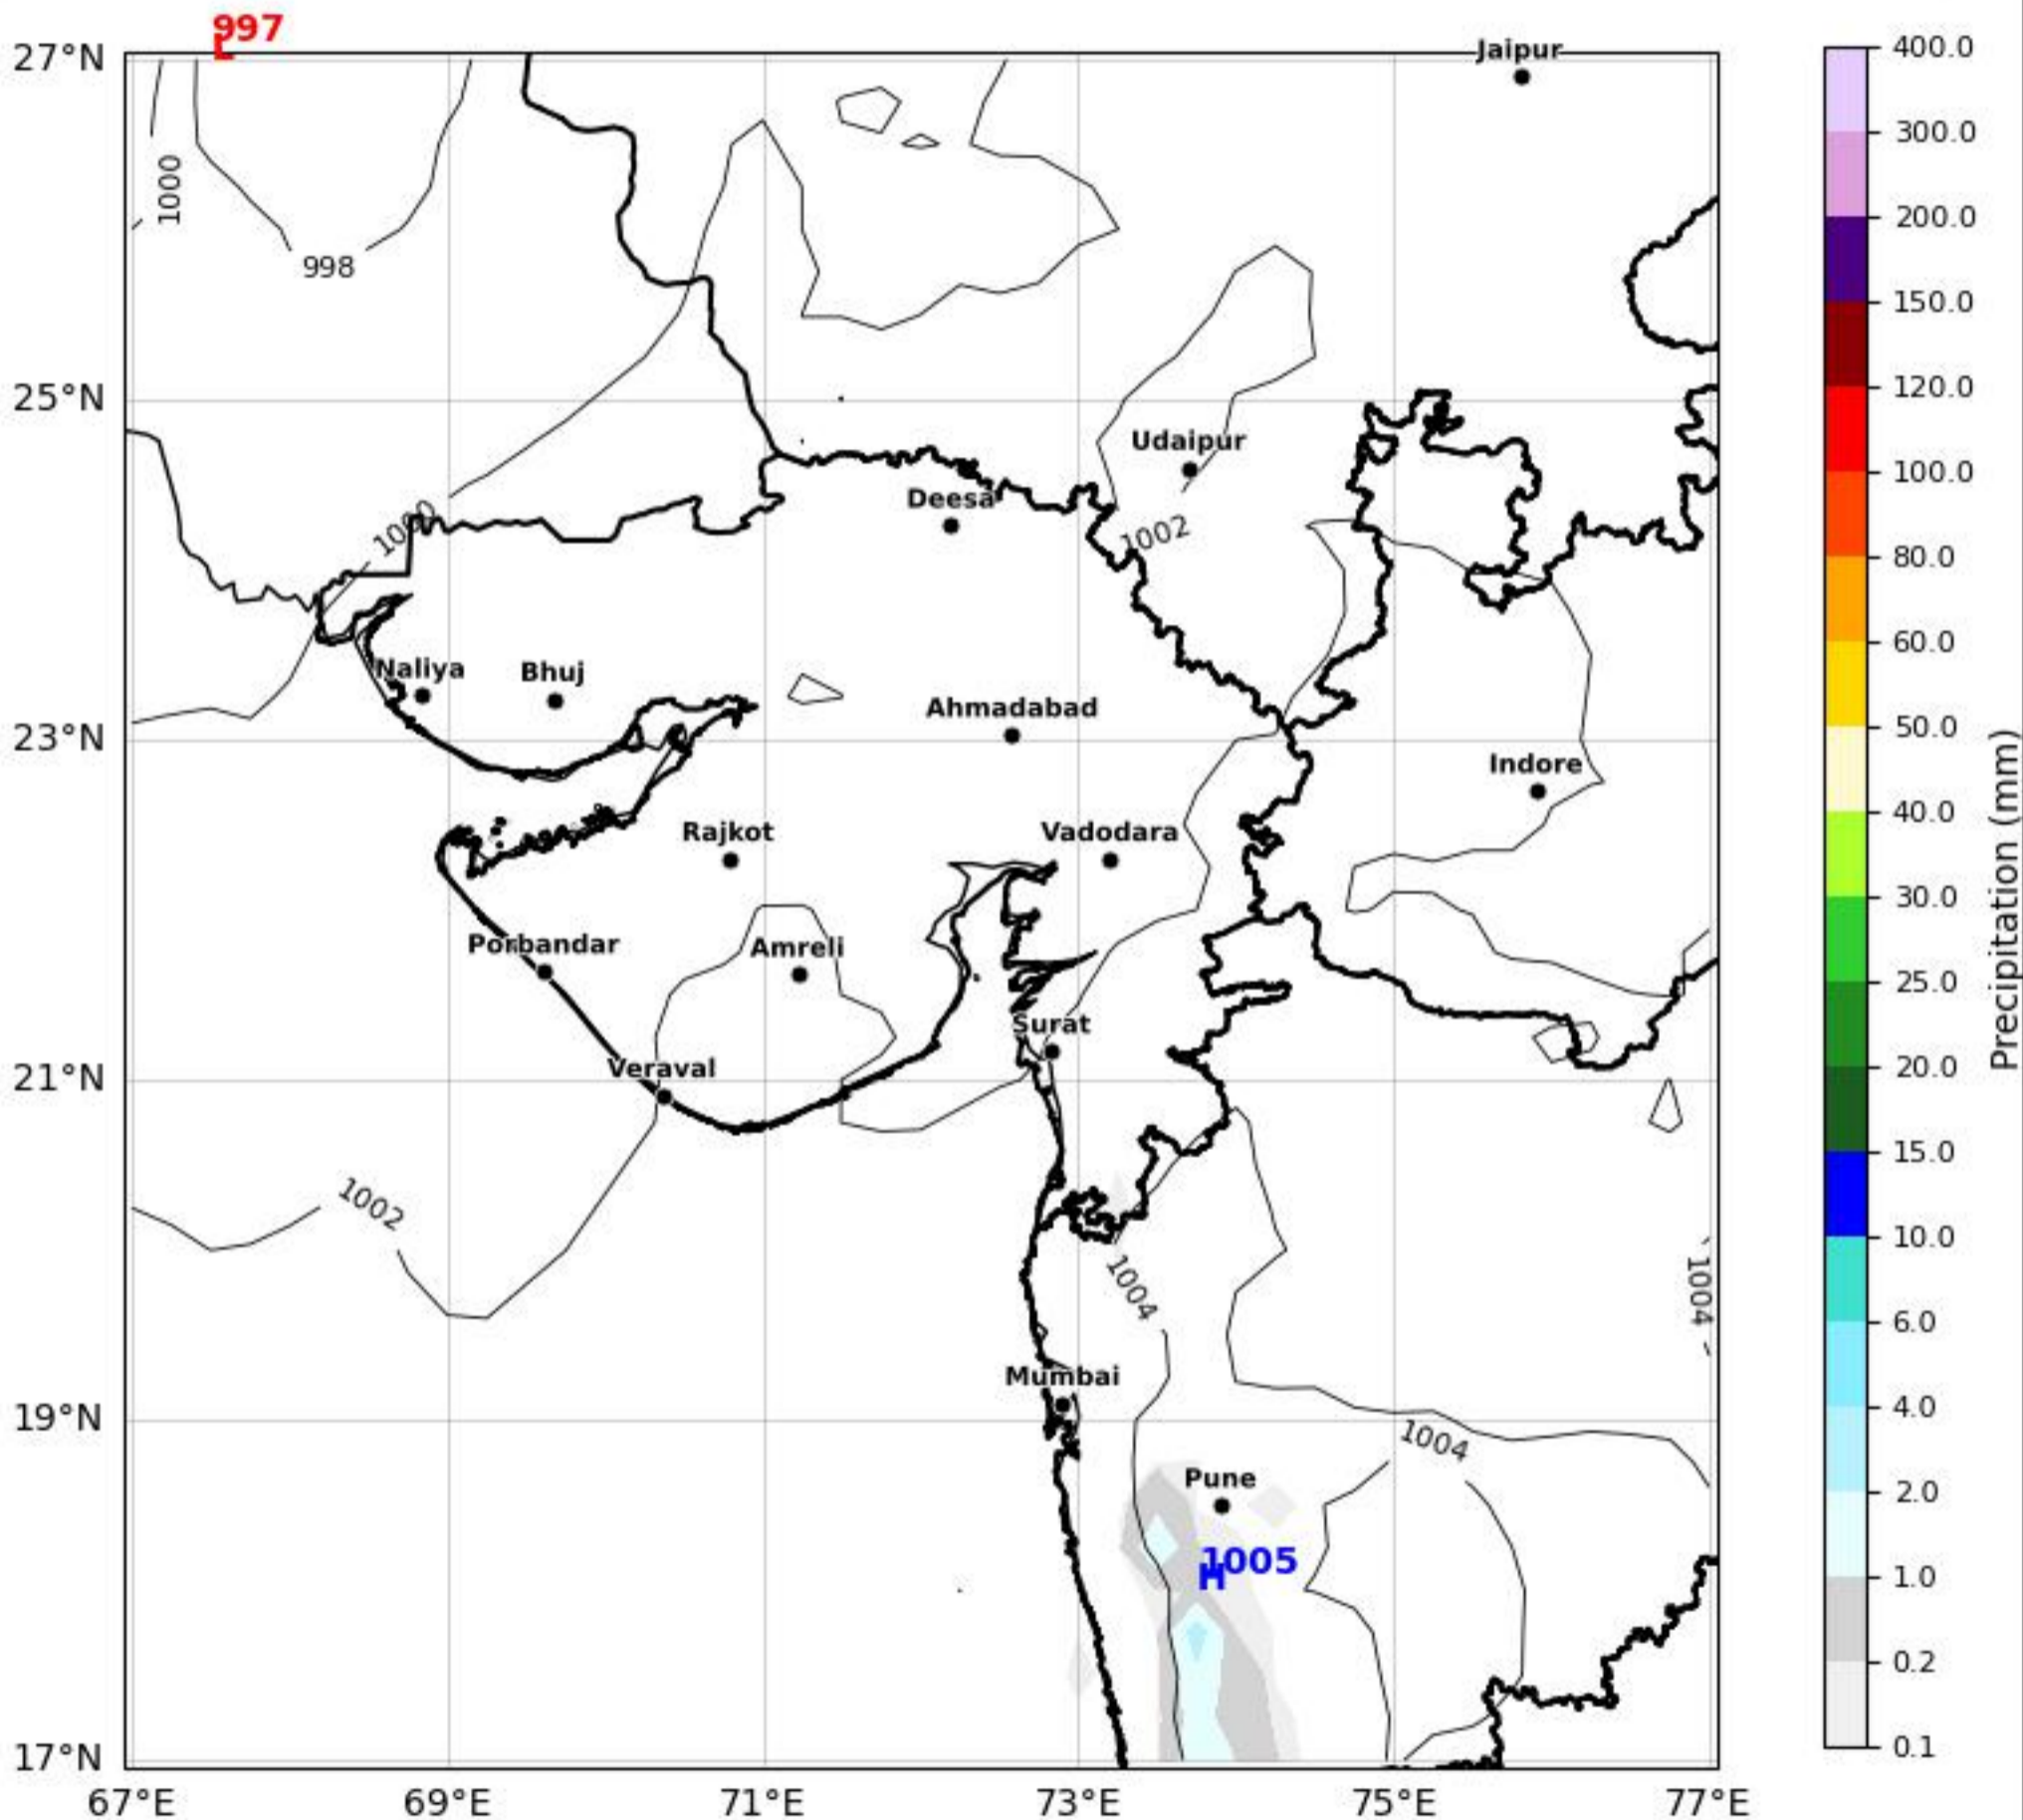 997
L
27°N
Jaipur
400.0
300.0
1000
200.0
998
150.0
120.0
25°N
Udaipur
100.0
Deesa
1000
1002
80.0
60.0
Naliya
Bhuj
Ahmadabad
23°N
50.0
Indore
Precipitation (mm)
40.0
Rajkot
Vadodara
30.0
Porbandar
Amreli
25.0
Surat
21°N
Veraval
20.0
15.0
1002
10.0
1004
1004
6.0
Mumbai
4.0
19°N
1004
Pune
2.0
1005
H
1.0
0.2
17°N
0.1
67°E
69°E
71°E
73°E
75°E
77°E